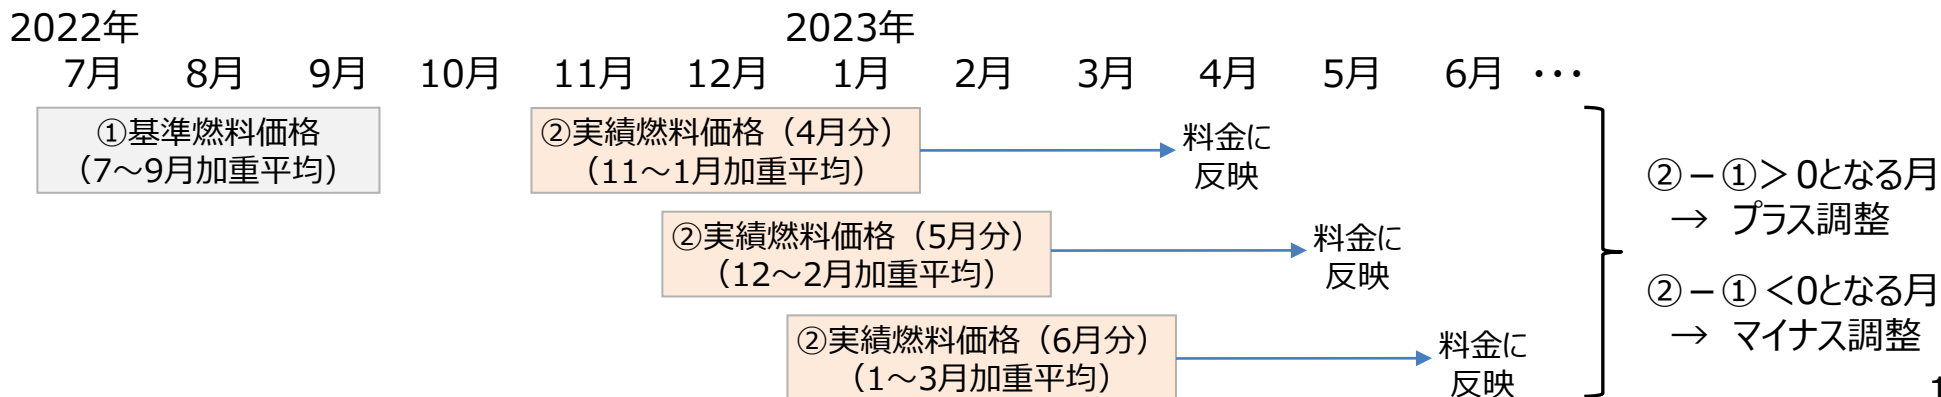 2022年 2023年
7月 8月 9月 10月 11月 12月 1月 2月 3月 4月 5月 6月 ・・・
①基準燃料価格
（7～9月加重平均）
②実績燃料価格（4月分）
（11～1月加重平均）
料金に
反映
②実績燃料価格（5月分）
（12～2月加重平均）
料金に
反映
②実績燃料価格（6月分）
（1～3月加重平均）
料金に
反映
②－①＞0となる月
→ プラス調整
②－①＜0となる月
→ マイナス調整